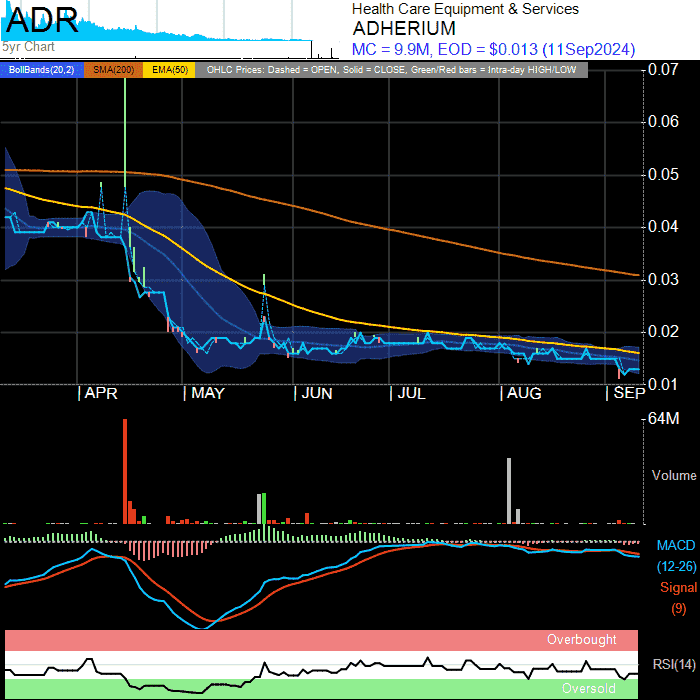 ADR
5yr Chart
Health Care Equipment & Services
ADHERIUM
MC = 9.9M, EOD = $0.013 (11Sep2024)
BollBands(20,2) SMA(200) EMA(50) OHLC Prices: Dashed = OPEN, Solid = CLOSE, Green/Red bars = Intra-day HIGH/LOW
0.07
0.06
0.05
0.04
0.03
0.02
0.01
APR MAY JUN JUL AUG SEP
64M
Volume
MACD
(12-26)
Signal
(9)
Overbought
RSI(14)
Oversold